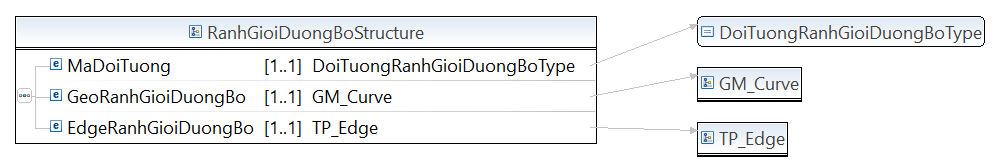 RanhGioiDuongBoStructure
MaDoiTuong [1..1] DoiTuongRanhGioiDuongBoType
GeoRanhGioiDuongBo [1..1] GM_Curve
EdgeRanhGioiDuongBo [1..1] TP_Edge
DoiTuongRanhGioiDuongBoType
GM_Curve
TP_Edge